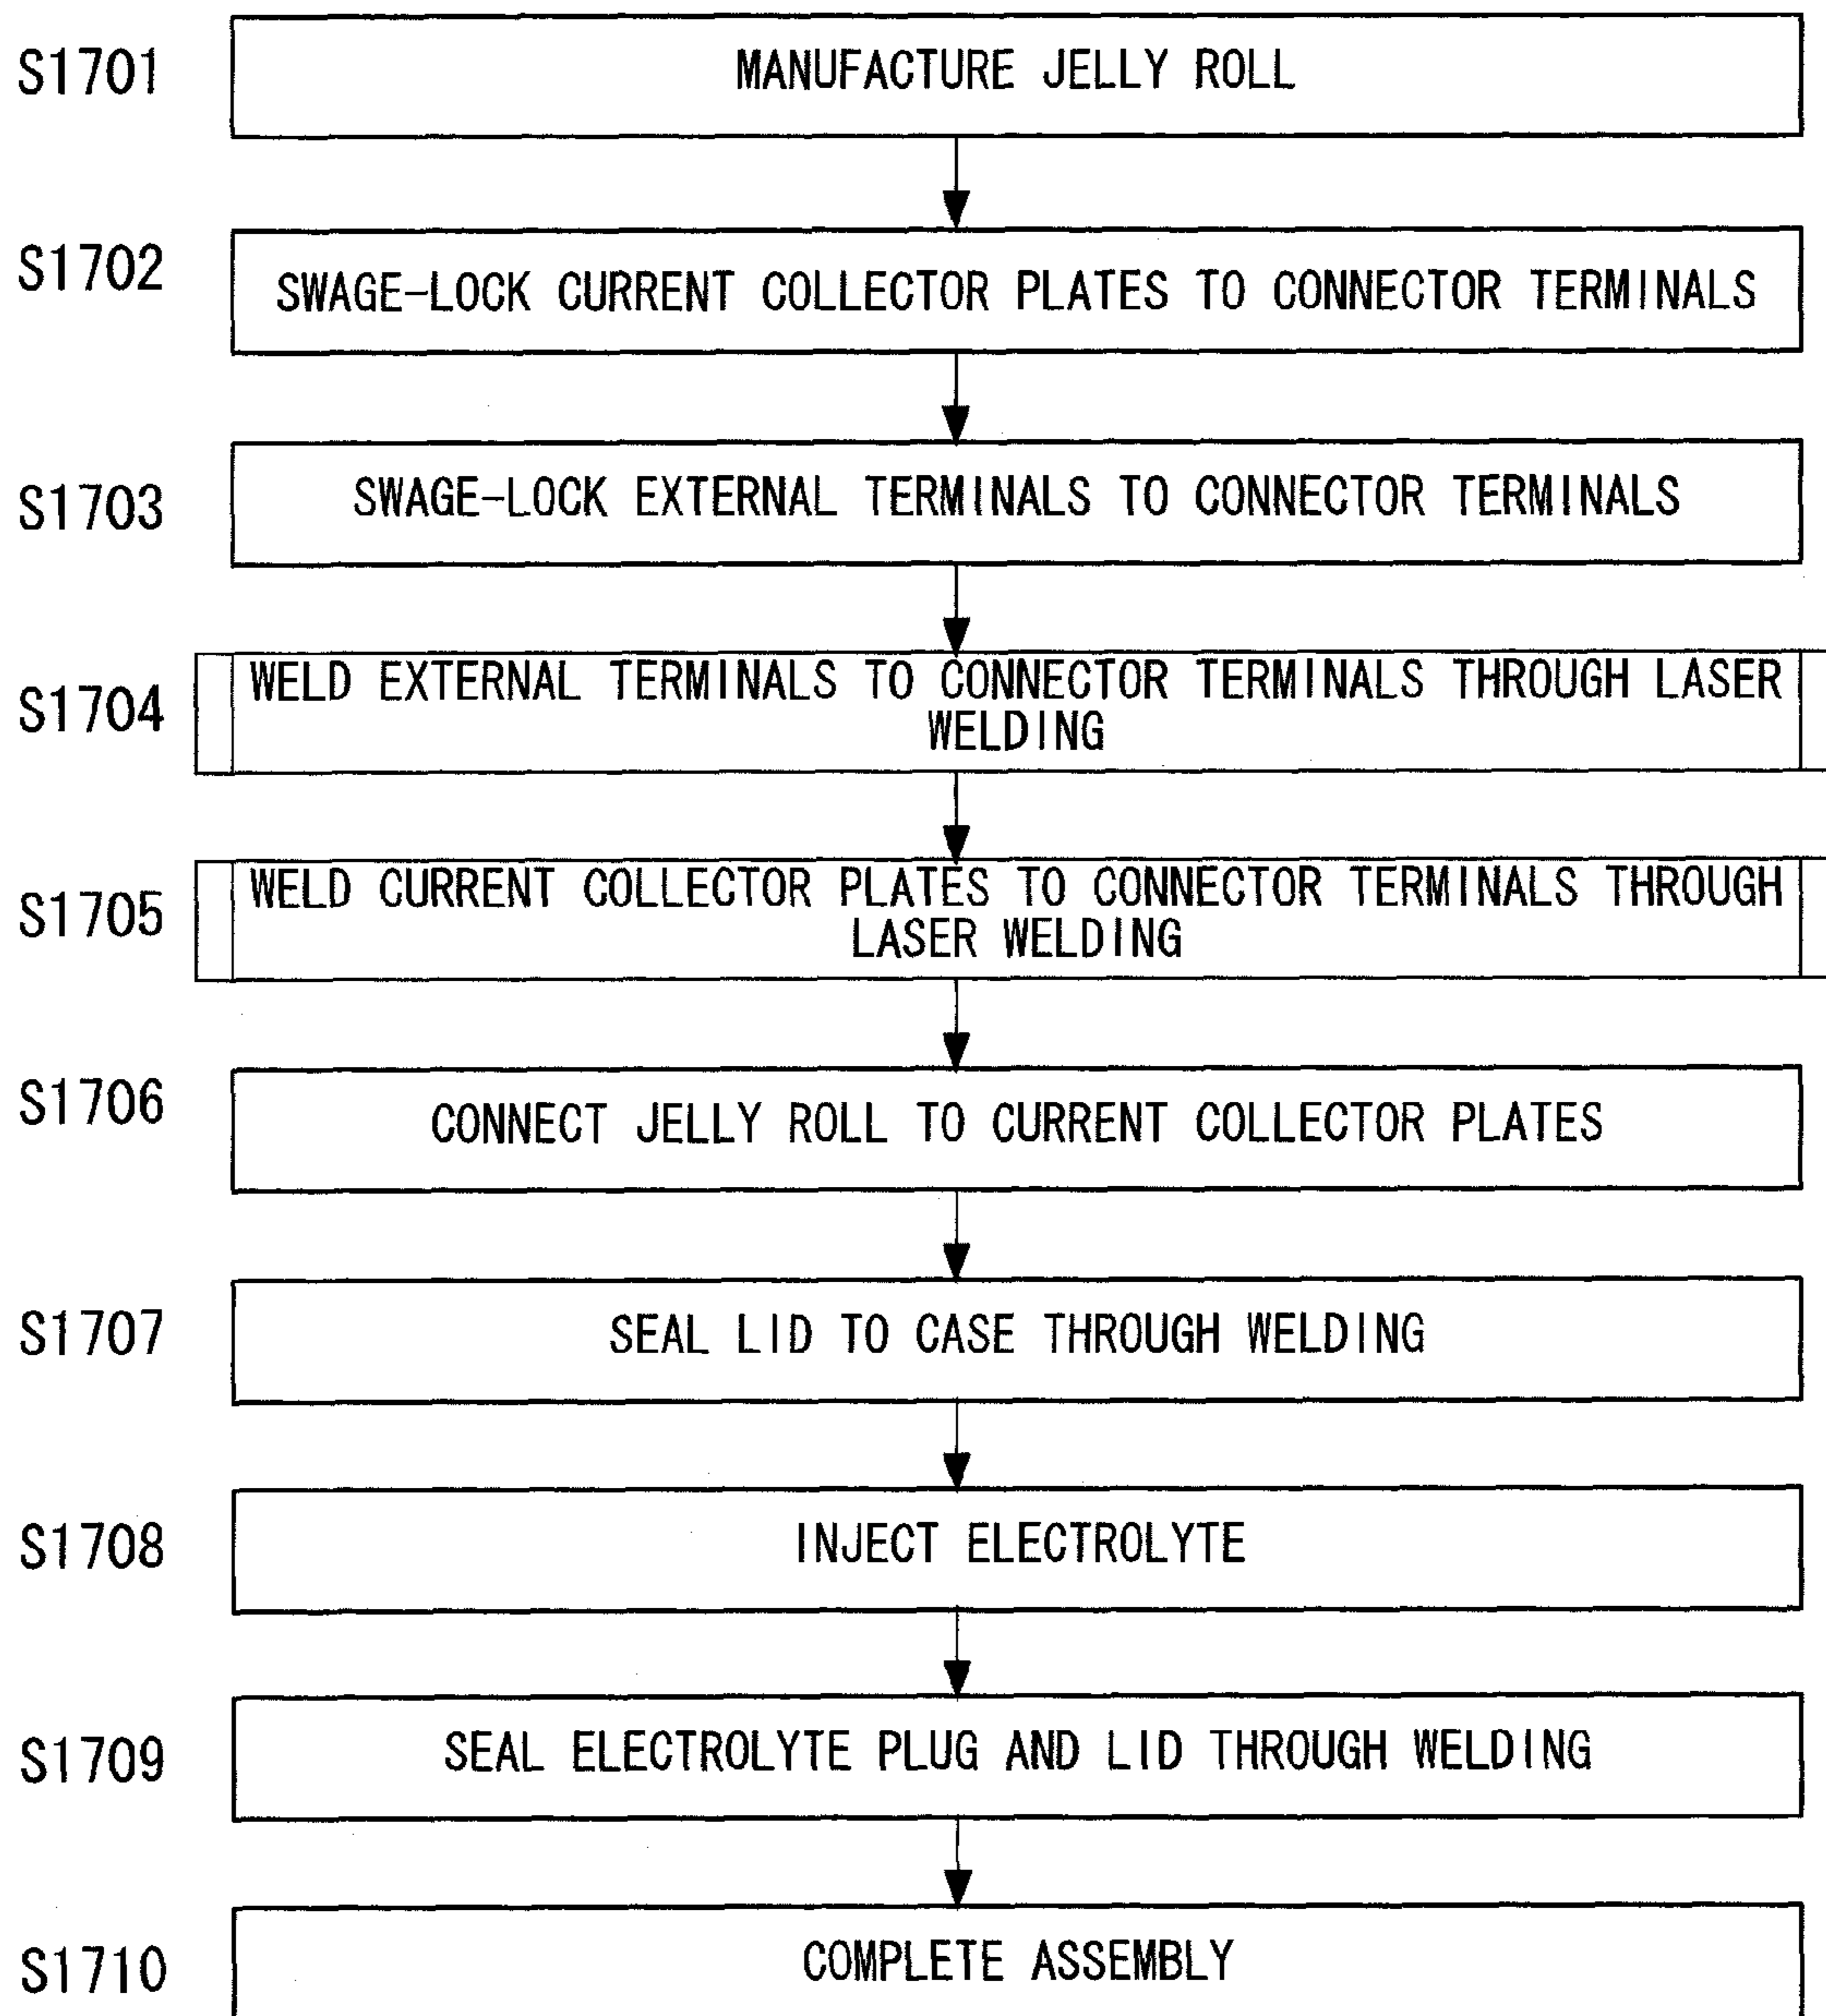 S1701
MANUFACTURE JELLY ROLL
S1702
SWAGE-LOCK CURRENT COLLECTOR PLATES TO CONNECTOR TERMINALS
S1703
SWAGE-LOCK EXTERNAL TERMINALS TO CONNECTOR TERMINALS
S1704
WELD EXTERNAL TERMINALS TO CONNECTOR TERMINALS THROUGH LASER
WELDING
S1705
WELD CURRENT COLLECTOR PLATES TO CONNECTOR TERMINALS THROUGH
LASER WELDING
S1706
CONNECT JELLY ROLL TO CURRENT COLLECTOR PLATES
S1707
SEAL LID TO CASE THROUGH WELDING
S1708
INJECT ELECTROLYTE
S1709
SEAL ELECTROLYTE PLUG AND LID THROUGH WELDING
S1710
COMPLETE ASSEMBLY